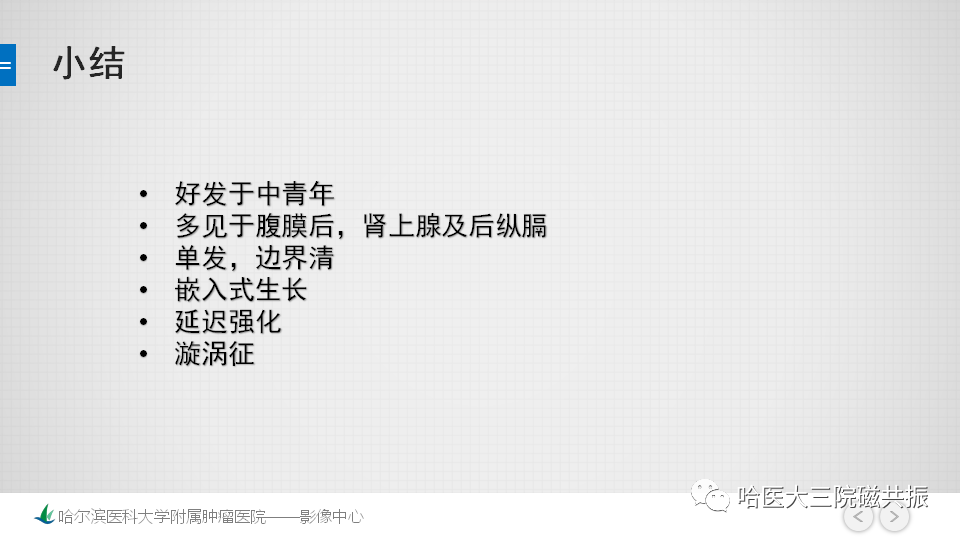 小结
• 好发于中青年
• 多见于腹膜后，肾上腺及后纵膈
• 单发，边界清
• 嵌入式生长
• 延迟强化
• 漩涡征
哈尔滨医科大学附属肿瘤医院——影像中心
哈医大三院磁共振